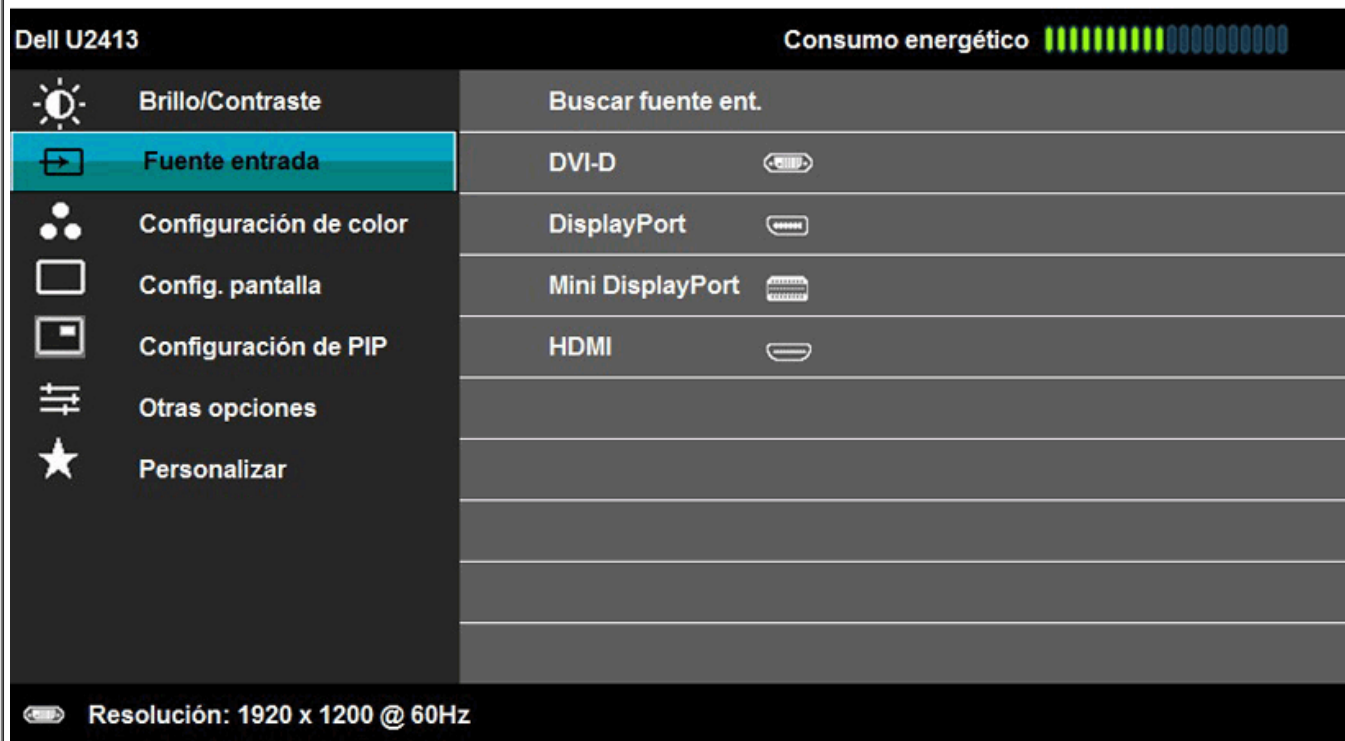 Dell U2413
Consumo energético
Brillo/Contraste
Buscar fuente ent.
Fuente entrada
DVI-D
Configuración de color
DisplayPort
Config. pantalla
Mini DisplayPort
Configuración de PIP
HDMI
Otras opciones
Personalizar
Resolución: 1920 x 1200 @ 60Hz